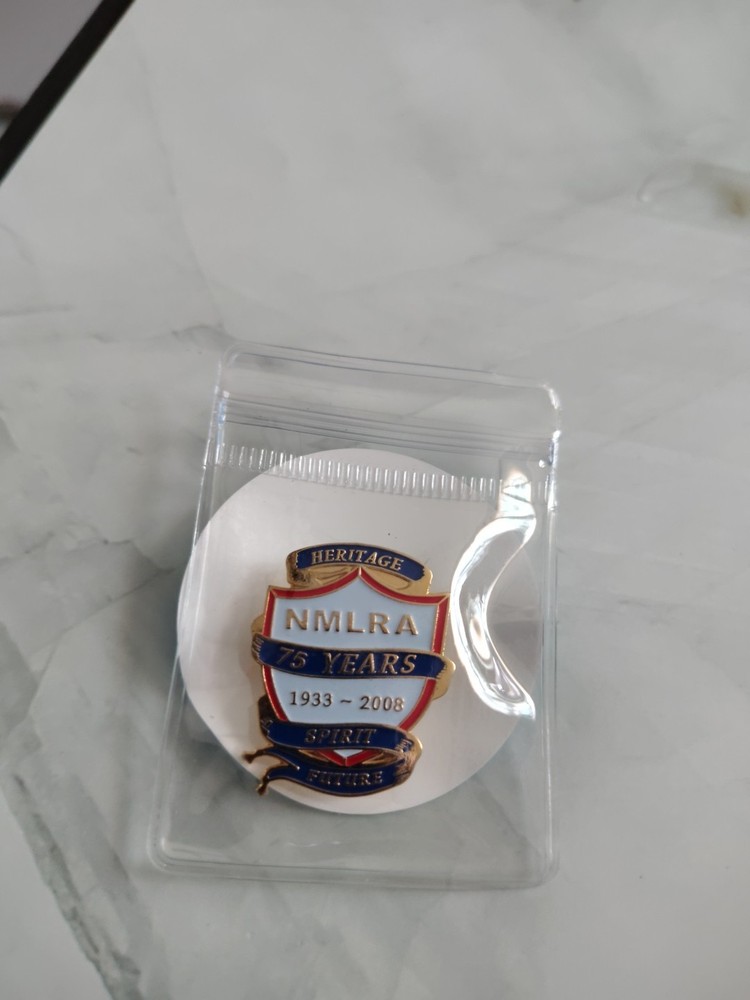 HERITAGE
NMLRA
75 YEARS
1933 ~ 2008
SPIRIT
FUTURE